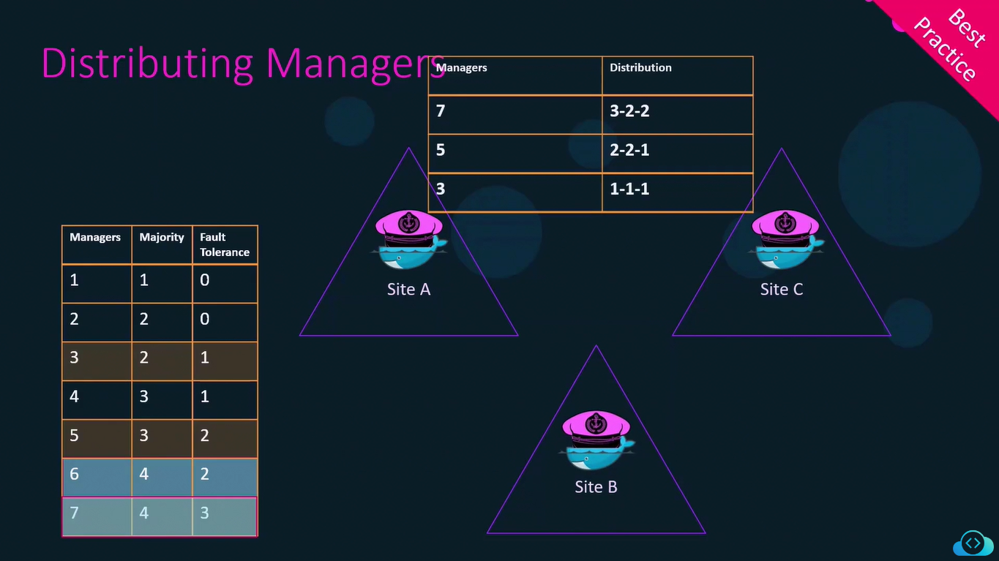 Distributing Managers
Best
Practice
Managers Distribution
7 3-2-2
5 2-2-1
3 1-1-1
Managers Majority Fault
Tolerance
1 1 0
2 2 0
3 2 1
4 3 1
5 3 2
6 4 2
7 4 3
Site A
Site C
Site B